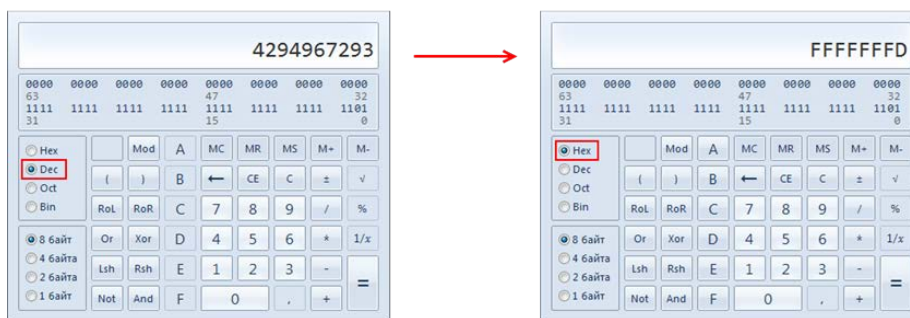 4294967293
0000 0000 0000 0000 0000 0000 0000 0000
63 47 32
1111 1111 1111 1111 1111 1111 1111 1101
31 15 0
Hex Mod A MC MR MS M+ M-
Dec ( ) B ← CE C ± √
Oct
Bin RoL RoR C 7 8 9 / %
8 байт Or Xor D 4 5 6 * 1/x
4 байта Lsh Rsh E 1 2 3 - =
2 байта
1 байт Not And F 0 , +
FFFFFFFD
0000 0000 0000 0000 0000 0000 0000 0000
63 47 32
1111 1111 1111 1111 1111 1111 1111 1101
31 15 0
Hex Mod A MC MR MS M+ M-
Dec ( ) B ← CE C ± √
Oct
Bin RoL RoR C 7 8 9 / %
8 байт Or Xor D 4 5 6 * 1/x
4 байта Lsh Rsh E 1 2 3 - =
2 байта
1 байт Not And F 0 , +